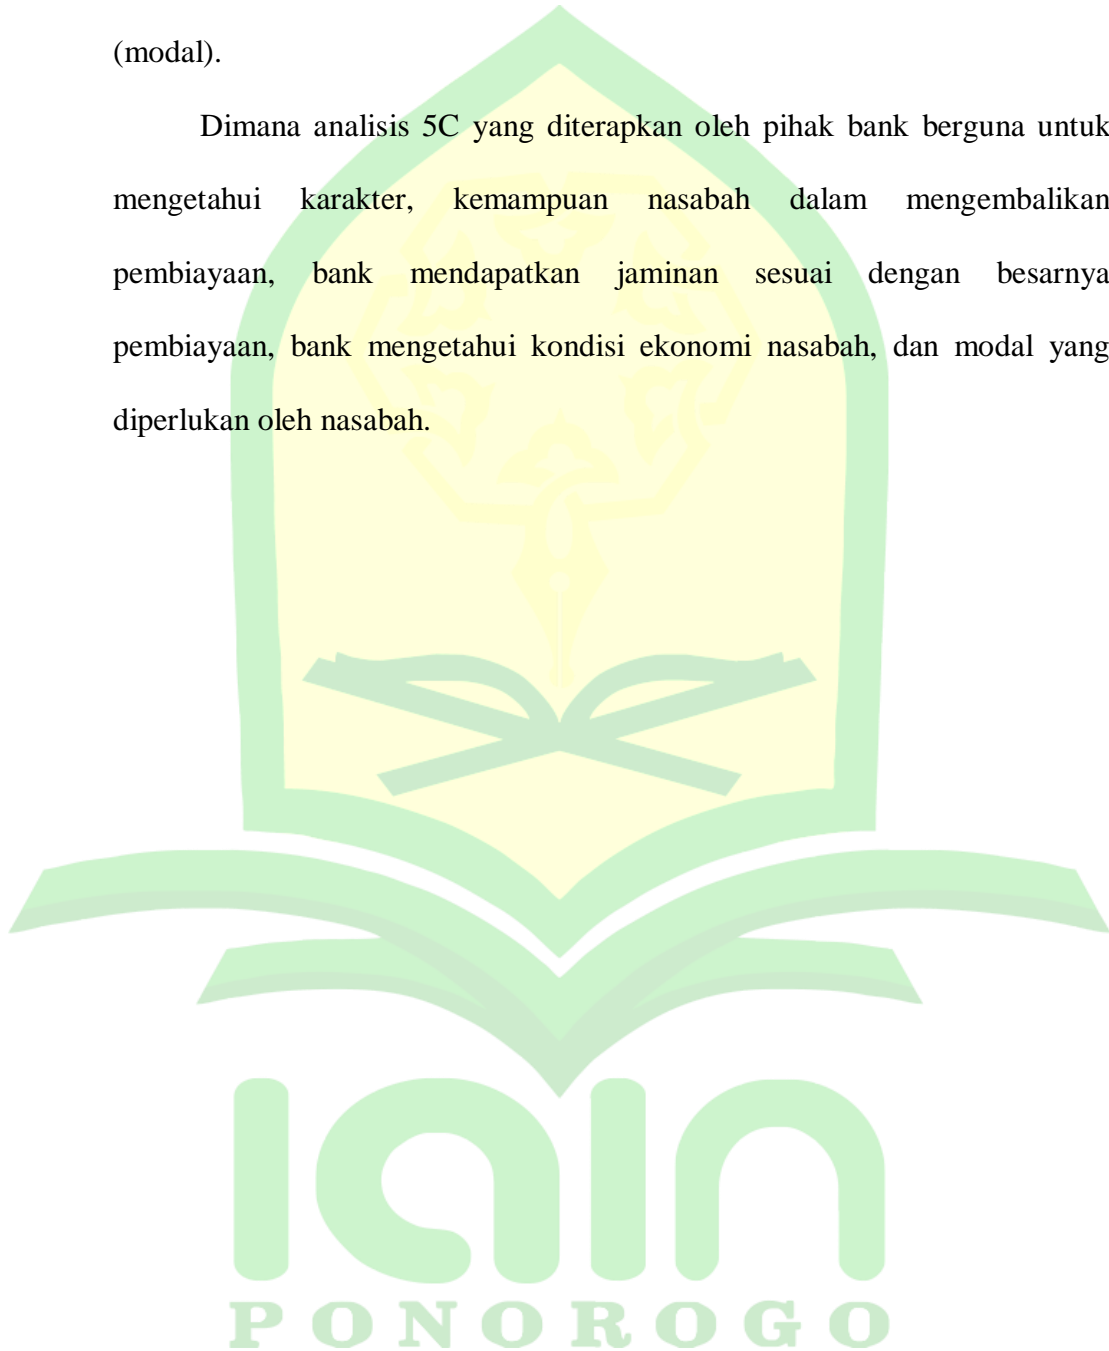 (modal).
Dimana analisis 5C yang diterapkan oleh pihak bank berguna untuk
mengetahui karakter, kemampuan nasabah dalam mengembalikan
pembiayaan, bank mendapatkan jaminan sesuai dengan besarnya
pembiayaan, bank mengetahui kondisi ekonomi nasabah, dan modal yang
diperlukan oleh nasabah.
iain
PONOROGO